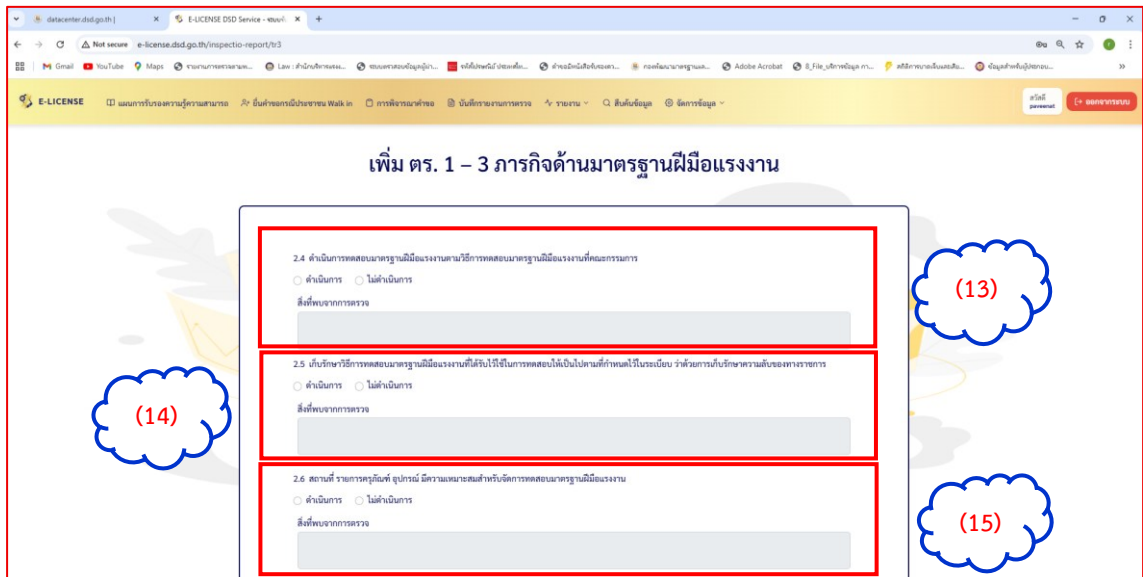 datacenter.dsd.go.th |
E-LICENSE DSD Service -
Not secure e-license.dsd.go.th/inspectio-report/tr3
Gmail YouTube Maps Law : Adobe Acrobat
E-LICENSE แผนการรับรองความรู้ความสามารถ ยื่นคำขอกรณีประชาชน Walk in การพิจารณาคำขอ บันทึกรายงานการตรวจ รายงาน สืบค้นข้อมูล จัดการข้อมูล สวัสดี ออกจากระบบ
paveenat
เพิ่ม ตร. 1 – 3 ภารกิจด้านมาตรฐานฝีมือแรงงาน
2.4 ดำเนินการทดสอบมาตรฐานฝีมือแรงงานตามวิธีการทดสอบมาตรฐานฝีมือแรงงานที่คณะกรรมการ
ดำเนินการ ไม่ดำเนินการ
สิ่งที่พบจากการตรวจ
(13)
2.5 เก็บรักษาวิธีการทดสอบมาตรฐานฝีมือแรงงานที่ได้รับไว้ใช้ในการทดสอบให้เป็นไปตามที่กำหนดไว้ในระเบียบ ว่าด้วยการเก็บรักษาความลับของทางราชการ
ดำเนินการ ไม่ดำเนินการ
สิ่งที่พบจากการตรวจ
(14)
2.6 สถานที่ รายการครุภัณฑ์ อุปกรณ์ มีความเหมาะสมสำหรับจัดการทดสอบมาตรฐานฝีมือแรงงาน
ดำเนินการ ไม่ดำเนินการ
สิ่งที่พบจากการตรวจ
(15)